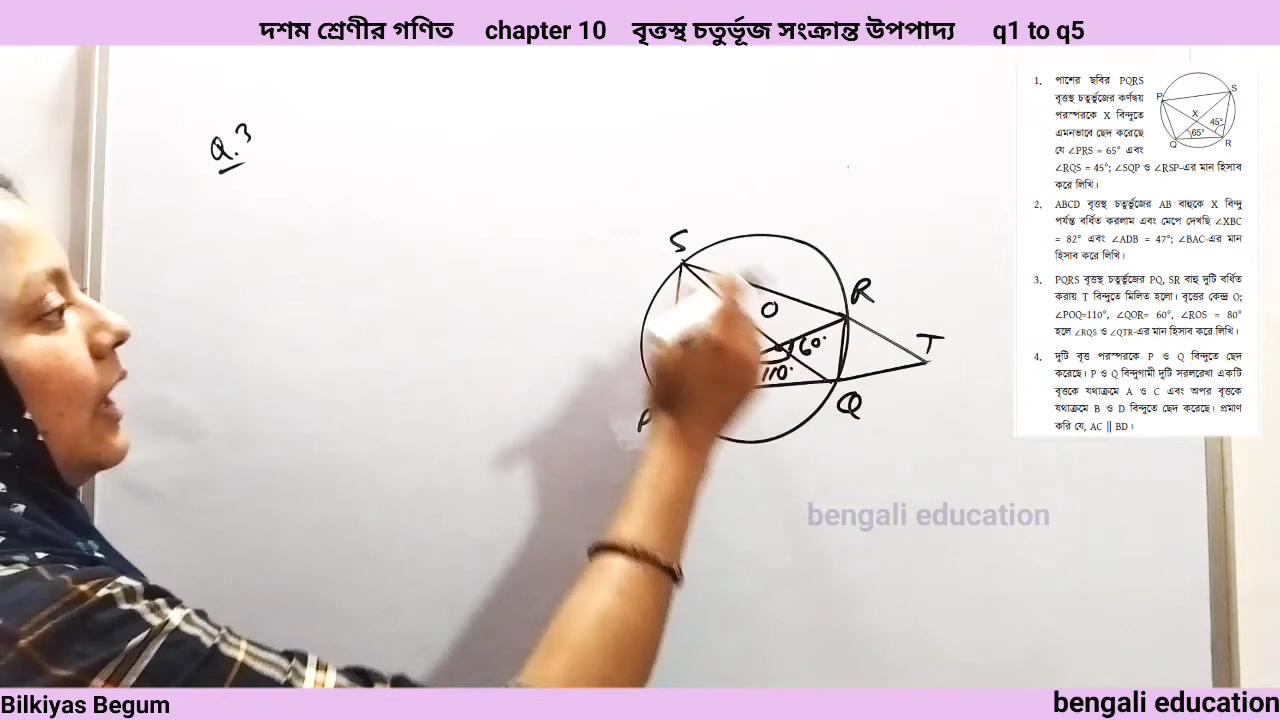 দশম শ্রেণীর গণিত chapter 10 বৃত্তস্থ চতুর্ভূজ সংক্রান্ত উপপাদ্য q1 to q5
Q.3
S
R
O
T
60°
110°
Q
P
1. পাশের ছবির PQRS
বৃত্তস্থ চতুর্ভুজের কর্ণদ্বয়
পরস্পরকে X বিন্দুতে
এমনভাবে ছেদ করেছে
যে ∠PRS = 65° এবং
∠RQS = 45°; ∠SQP ও ∠RSP-এর মান হিসাব
করে লিখি।
P
S
X
45°
65°
Q
R
2. ABCD বৃত্তস্থ চতুর্ভুজের AB বাহুকে X বিন্দু
পর্যন্ত বর্ধিত করলাম এবং মেপে দেখছি ∠XBC
= 82° এবং ∠ADB = 47°; ∠BAC-এর মান
হিসাব করে লিখি।
3. PQRS বৃত্তস্থ চতুর্ভুজের PQ, SR বাহু দুটি বর্ধিত
করায় T বিন্দুতে মিলিত হলো। বৃত্তের কেন্দ্র O;
∠POQ=110°, ∠QOR= 60°, ∠ROS = 80°
হলে ∠RQS ও ∠QTR-এর মান হিসাব করে লিখি।
4. দুটি বৃত্ত পরস্পরকে P ও Q বিন্দুতে ছেদ
করেছে। P ও Q বিন্দুগামী দুটি সরলরেখা একটি
বৃত্তকে যথাক্রমে A ও C এবং অপর বৃত্তকে
যথাক্রমে B ও D বিন্দুতে ছেদ করেছে। প্রমাণ
করি যে, AC || BD।
bengali education
Bilkiyas Begum
bengali education